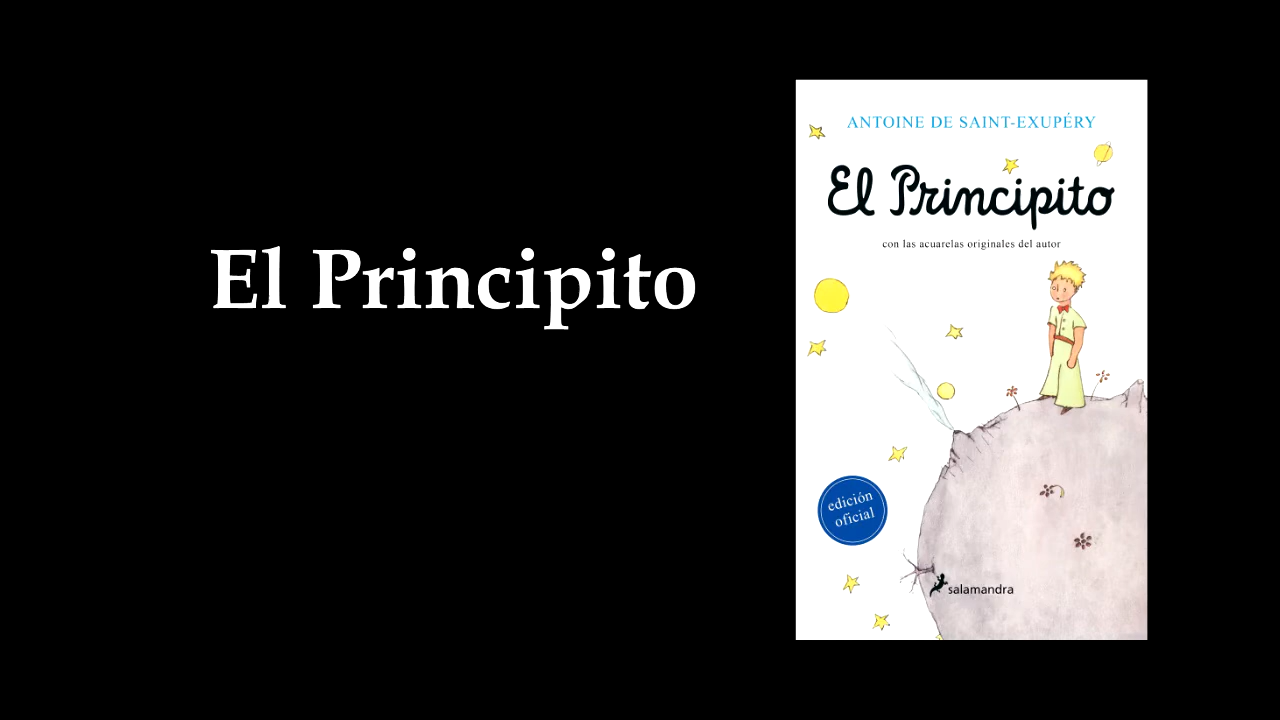 El Principito
ANTOINE DE SAINT-EXUPÉRY
El Principito
con las acuarelas originales del autor
edición
oficial
salamandra